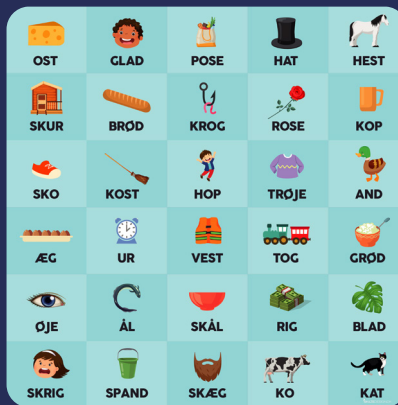 OST GLAD POSE HAT HEST
SKUR BRØD KROG ROSE KOP
SKO KOST HOP TRØJE AND
ÆG UR VEST TOG GRØD
ØJE ÅL SKÅL RIG BLAD
SKRIG SPAND SKÆG KO KAT